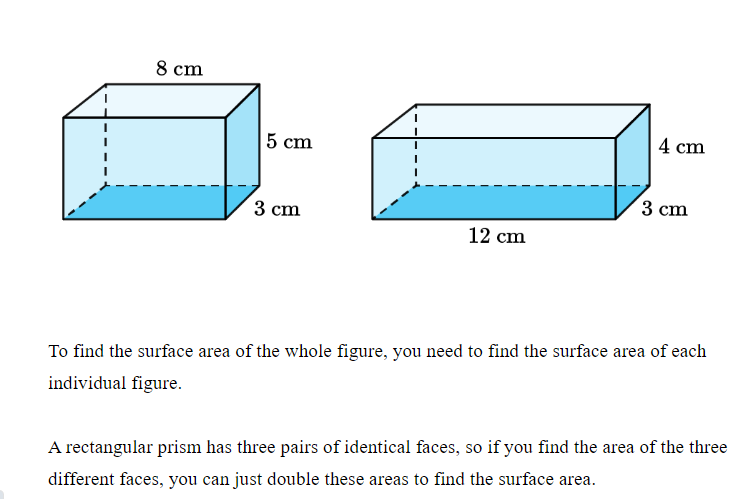 8 cm
5 cm
4 cm
3 cm
3 cm
12 cm
To find the surface area of the whole figure, you need to find the surface area of each
individual figure.
A rectangular prism has three pairs of identical faces, so if you find the area of the three
different faces, you can just double these areas to find the surface area.